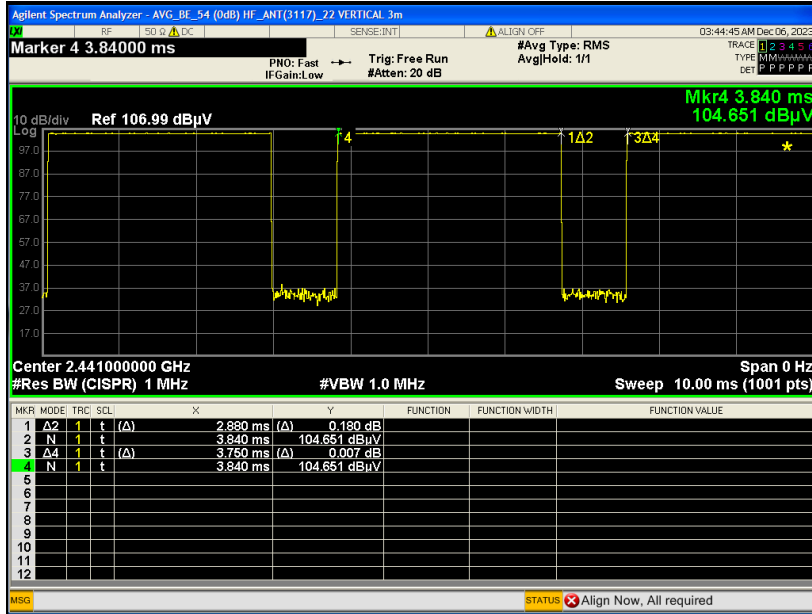 Agilent Spectrum Analyzer - AVG_BE_54 (0dB) HF_ANT(3117)_22 VERTICAL 3m
LXI RF 50 Ω DC SENSE:INT ALIGN OFF 03:44:45 AM Dec 06, 2023
Marker 4 3.84000 ms
PNO: Fast Trig: Free Run #Avg Type: RMS TRACE 1 2 3 4 5 6
IFGain:Low #Atten: 20 dB Avg|Hold: 1/1 TYPE MMWWWW
DET P P P P P P
Mkr4 3.840 ms
10 dB/div Ref 106.99 dBµV 104.651 dBµV
Log
4 1Δ2 3Δ4
97.0
87.0
77.0
67.0
57.0
47.0
37.0
27.0
17.0
Center 2.441000000 GHz Span 0 Hz
#Res BW (CISPR) 1 MHz #VBW 1.0 MHz Sweep 10.00 ms (1001 pts)
MKR MODE TRC SCL X Y FUNCTION FUNCTION WIDTH FUNCTION VALUE
1 Δ2 1 t (Δ) 2.880 ms (Δ) 0.180 dB
2 N 1 t 3.840 ms 104.651 dBµV
3 Δ4 1 t (Δ) 3.750 ms (Δ) 0.007 dB
4 N 1 t 3.840 ms 104.651 dBµV
5
6
7
8
9
10
11
12
MSG STATUS Align Now, All required